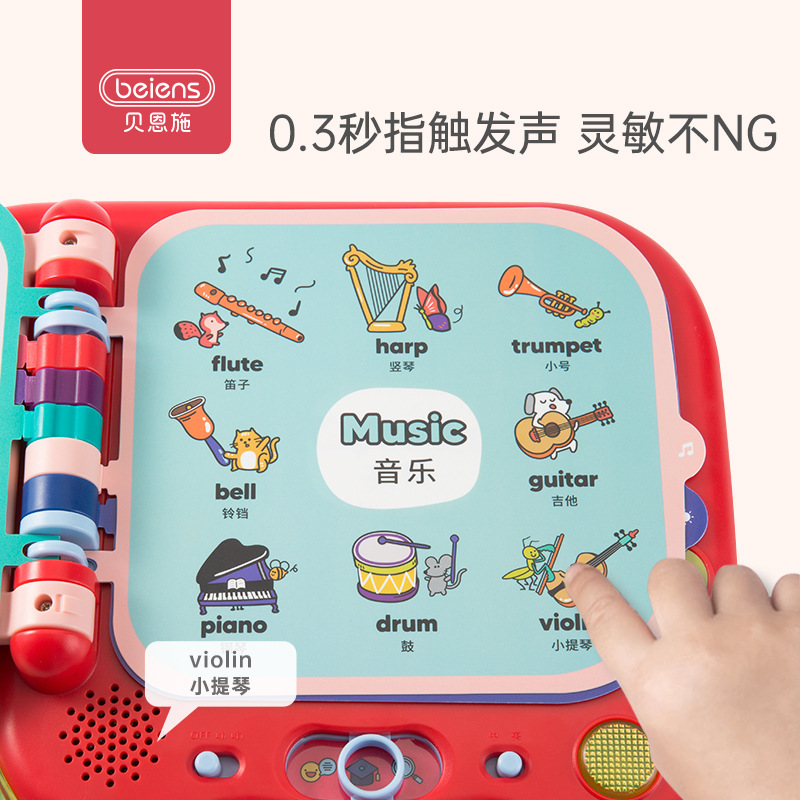 beiens
贝恩施
0.3秒指触发声 灵敏不NG
flute
笛子
harp
竖琴
trumpet
小号
bell
铃铛
Music
音乐
guitar
吉他
piano
drum
鼓
violin
小提琴
violin
小提琴
OFF